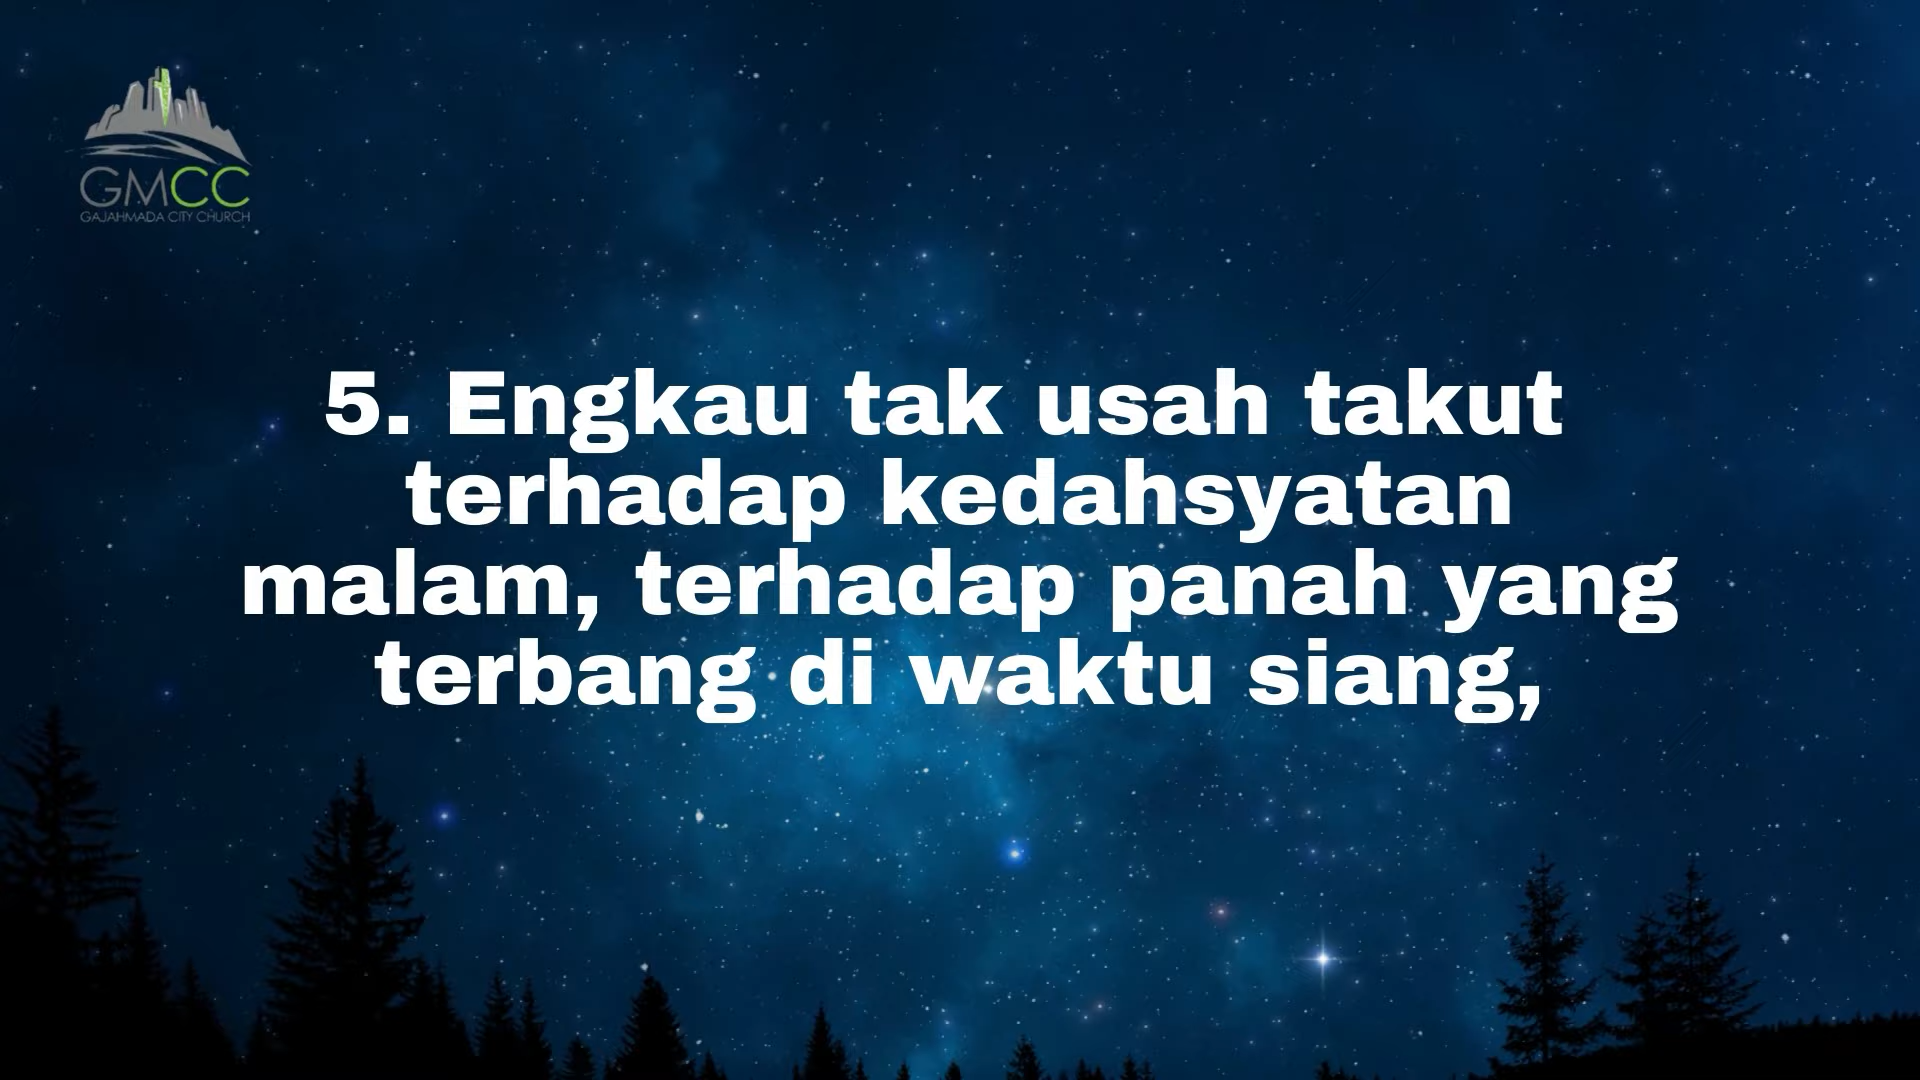 GMCC
GAJAHMADA CITY CHURCH
5. Engkau tak usah takut
terhadap kedahsyatan
malam, terhadap panah yang
terbang di waktu siang,